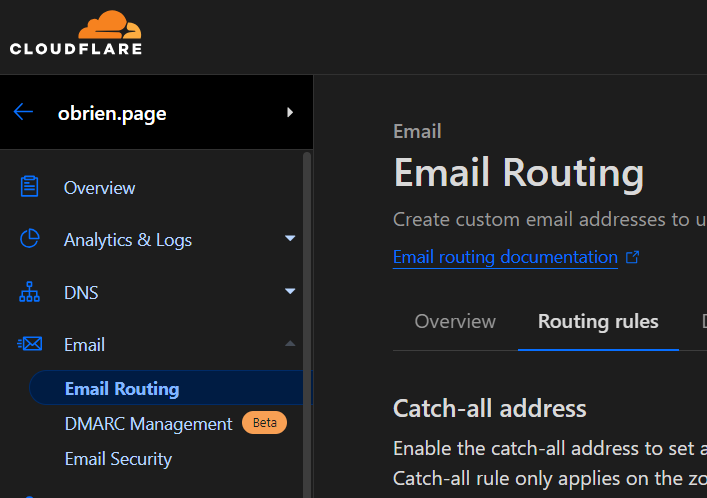 CLOUDFLARE
obrien.page
Overview
Analytics & Logs
DNS
Email
Email Routing
DMARC Management Beta
Email Security
Email
Email Routing
Create custom email addresses to u
Email routing documentation
Overview Routing rules
Catch-all address
Enable the catch-all address to set a
Catch-all rule only applies on the zo